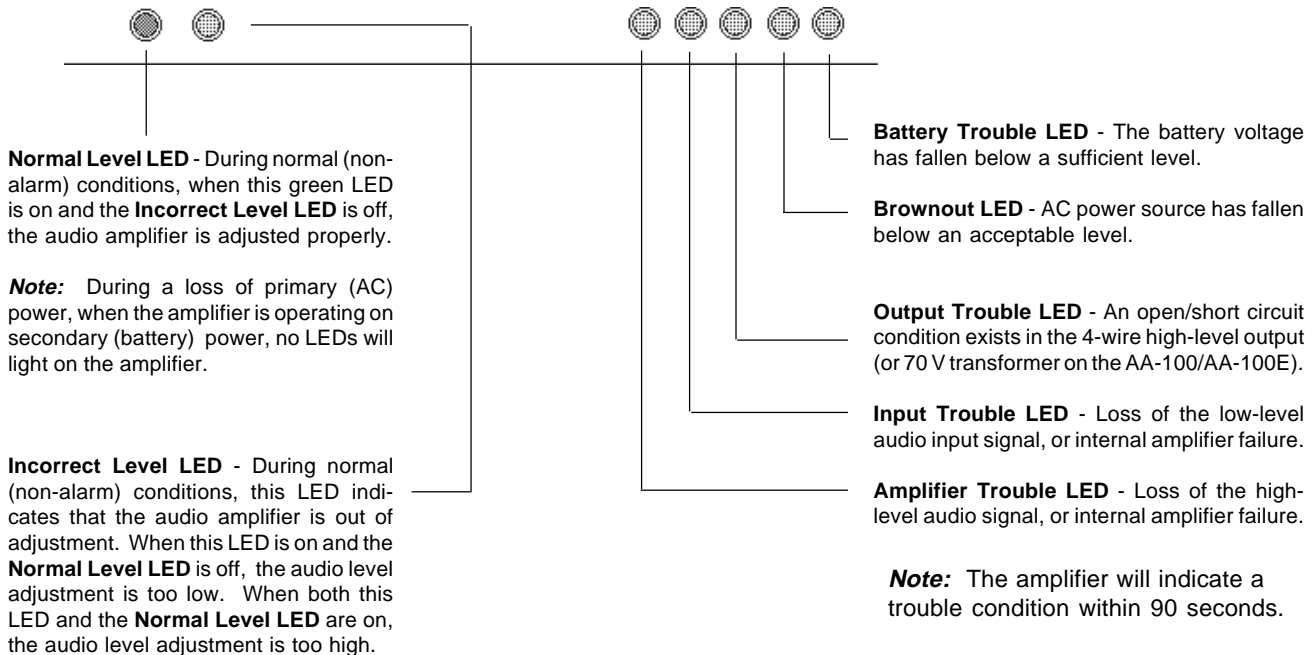 Normal Level LED - During normal (non-
alarm) conditions, when this green LED
is on and the Incorrect Level LED is off,
the audio amplifier is adjusted properly.
Note: During a loss of primary (AC)
power, when the amplifier is operating on
secondary (battery) power, no LEDs will
light on the amplifier.
Incorrect Level LED - During normal
(non-alarm) conditions, this LED indi-
cates that the audio amplifier is out of
adjustment. When this LED is on and the
Normal Level LED is off, the audio level
adjustment is too low. When both this
LED and the Normal Level LED are on,
the audio level adjustment is too high.
Battery Trouble LED - The battery voltage
has fallen below a sufficient level.
Brownout LED - AC power source has fallen
below an acceptable level.
Output Trouble LED - An open/short circuit
condition exists in the 4-wire high-level output
(or 70 V transformer on the AA-100/AA-100E).
Input Trouble LED - Loss of the low-level
audio input signal, or internal amplifier failure.
Amplifier Trouble LED - Loss of the high-
level audio signal, or internal amplifier failure.
Note: The amplifier will indicate a
trouble condition within 90 seconds.